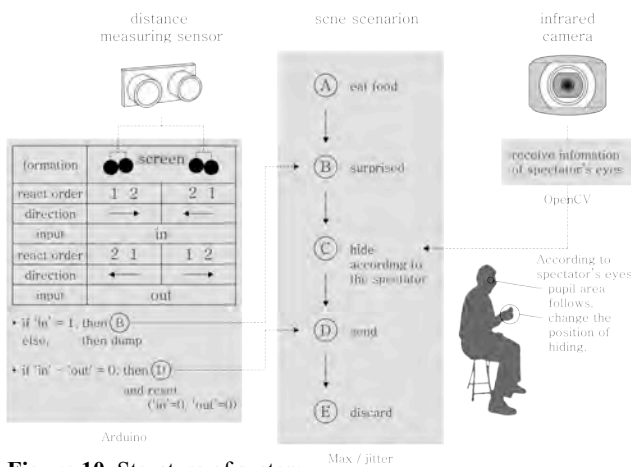 distance
measuring sensor
scne scenarion
infrared
camera
formation
screen
react order
1 2
2 1
direction
input
in
react order
2 1
1 2
direction
input
out
• if 'in' = 1, then B
else, then dump
• if 'in' - 'out' = 0, then D
and reset
('in'=0, 'out'=0)
Arduino
A eat food
B surprised
C hide
according to
the spectator
D send
E discard
Max / jitter
receive infomation
of spectator's eyes
OpenCV
According to
spectator's eyes
pupil area
follows,
change the
position of
hiding.
Figure 10. Structure of system